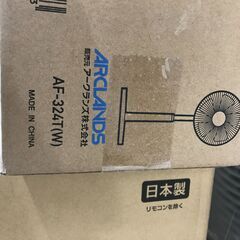 ARCLANDS
販売元 アークランズ株式会社
AF-324T(W)
MADE IN CHINA
日本製
リモコンを除く